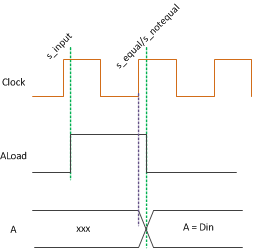 s_input
s_equal/s_notequal
Clock
ALoad
A
xxx
A = Din